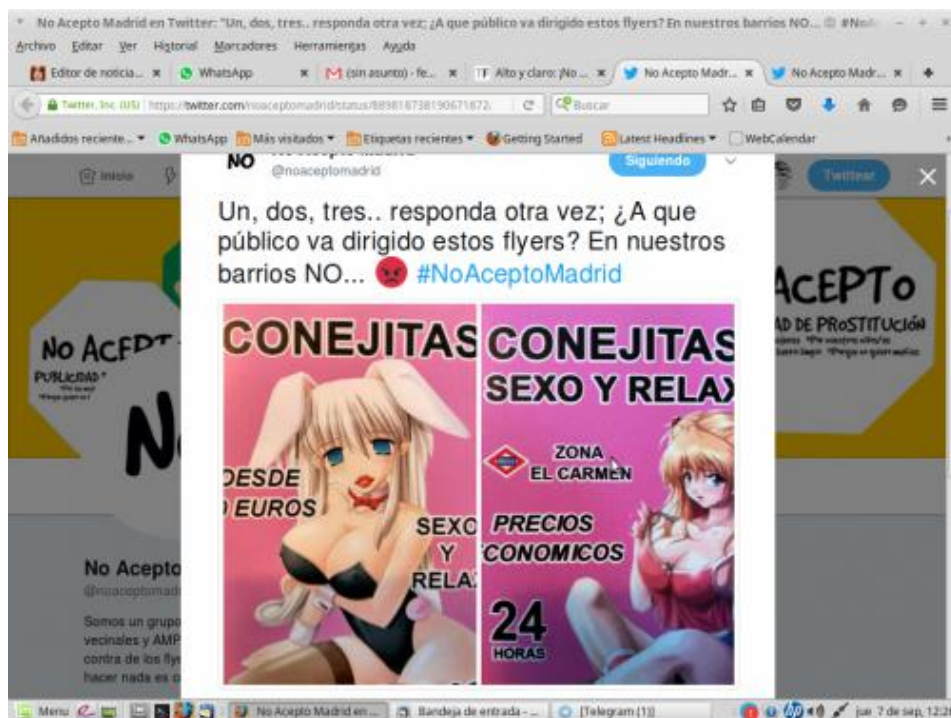 No Acepto Madrid en Twitter: "Un, dos, tres.. responda otra vez; ¿A que público va dirigido estos flyers? En nuestros barrios NO...
Archivo Editar Ver Historial Marcadores Herramientas Ayuda
Editor de noticia... WhatsApp (sin asunto) - fe... Alto y claro: ¡No ... No Acepto Madr... No Acepto Madr...
Twitter, Inc. (US) https://twitter.com/noaceptomadrid/status/ Buscar
Añadidos reciente... WhatsApp Más visitados Etiquetas recientes Getting Started Latest Headlines WebCalendar
Inicio
NO
@noaceptomadrid
Siguiendo
Twittear
Un, dos, tres.. responda otra vez; ¿A que
público va dirigido estos flyers? En nuestros
barrios NO... #NoAceptoMadrid
CONEJITAS
DESDE
EUROS
SEXO
Y
RELA
CONEJITAS
SEXO Y RELAX
ZONA
EL CARMEN
PRECIOS
ECONOMICOS
24
HORAS
NO ACEPT
PUBLICIDAD
No
ACEPTo
AD DE PRoSTITUCIÓN
No Acepto
@noaceptomadr
Somos un grupo
vecinales y AMP
contra de los fly
hacer nada es c
Menu No Acepto Madrid en ... Bandeja de entrada - ... [Telegram (1)] jue 7 de sep, 12:2